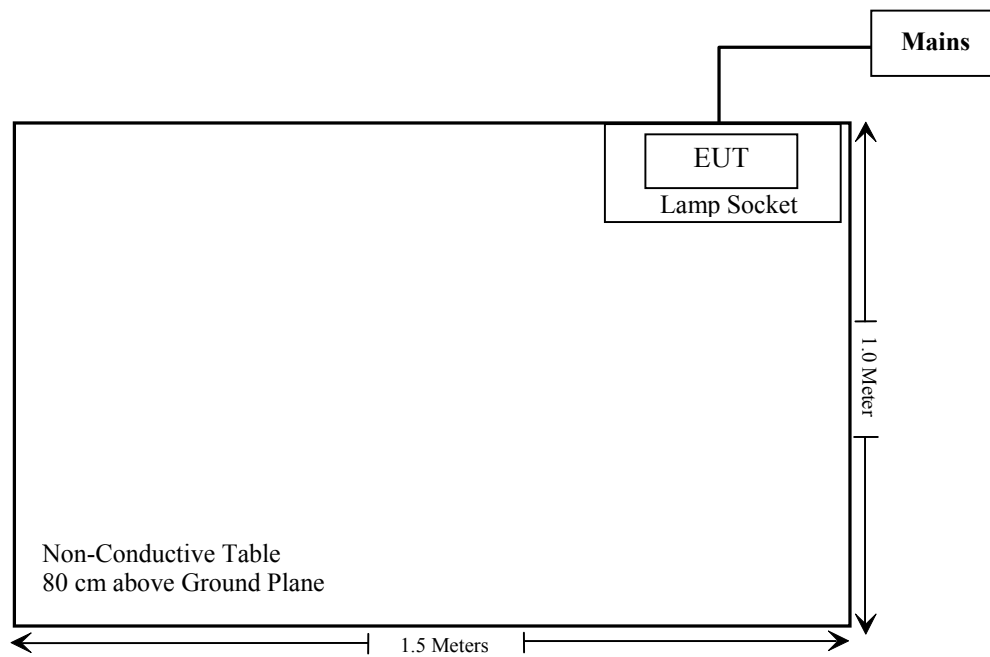 Mains
EUT
Lamp Socket
1.0 Meter
Non-Conductive Table
80 cm above Ground Plane
1.5 Meters